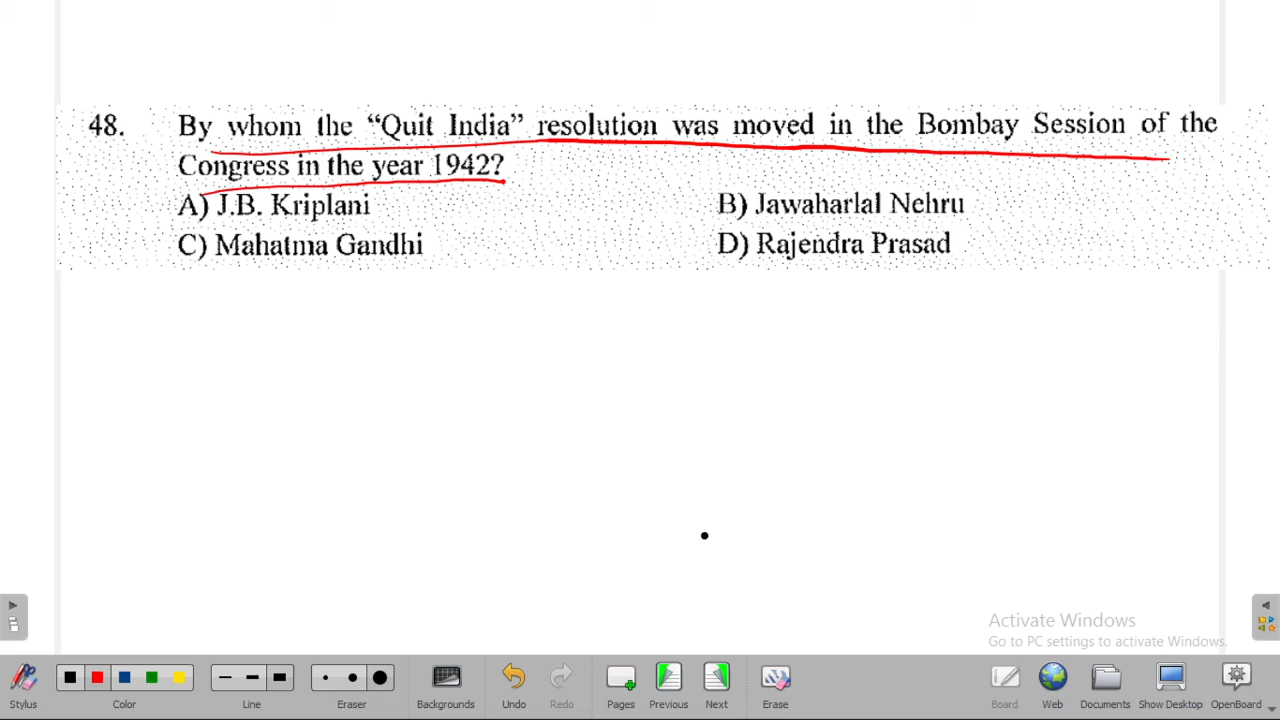 48. By whom the “Quit India” resolution was moved in the Bombay Session of the
Congress in the year 1942?
A) J.B. Kriplani B) Jawaharlal Nehru
C) Mahatma Gandhi D) Rajendra Prasad
Activate Windows
Go to PC settings to activate Windows.
Stylus Color Line Eraser Backgrounds Undo Redo Pages Previous Next Erase Board Web Documents Show Desktop OpenBoard